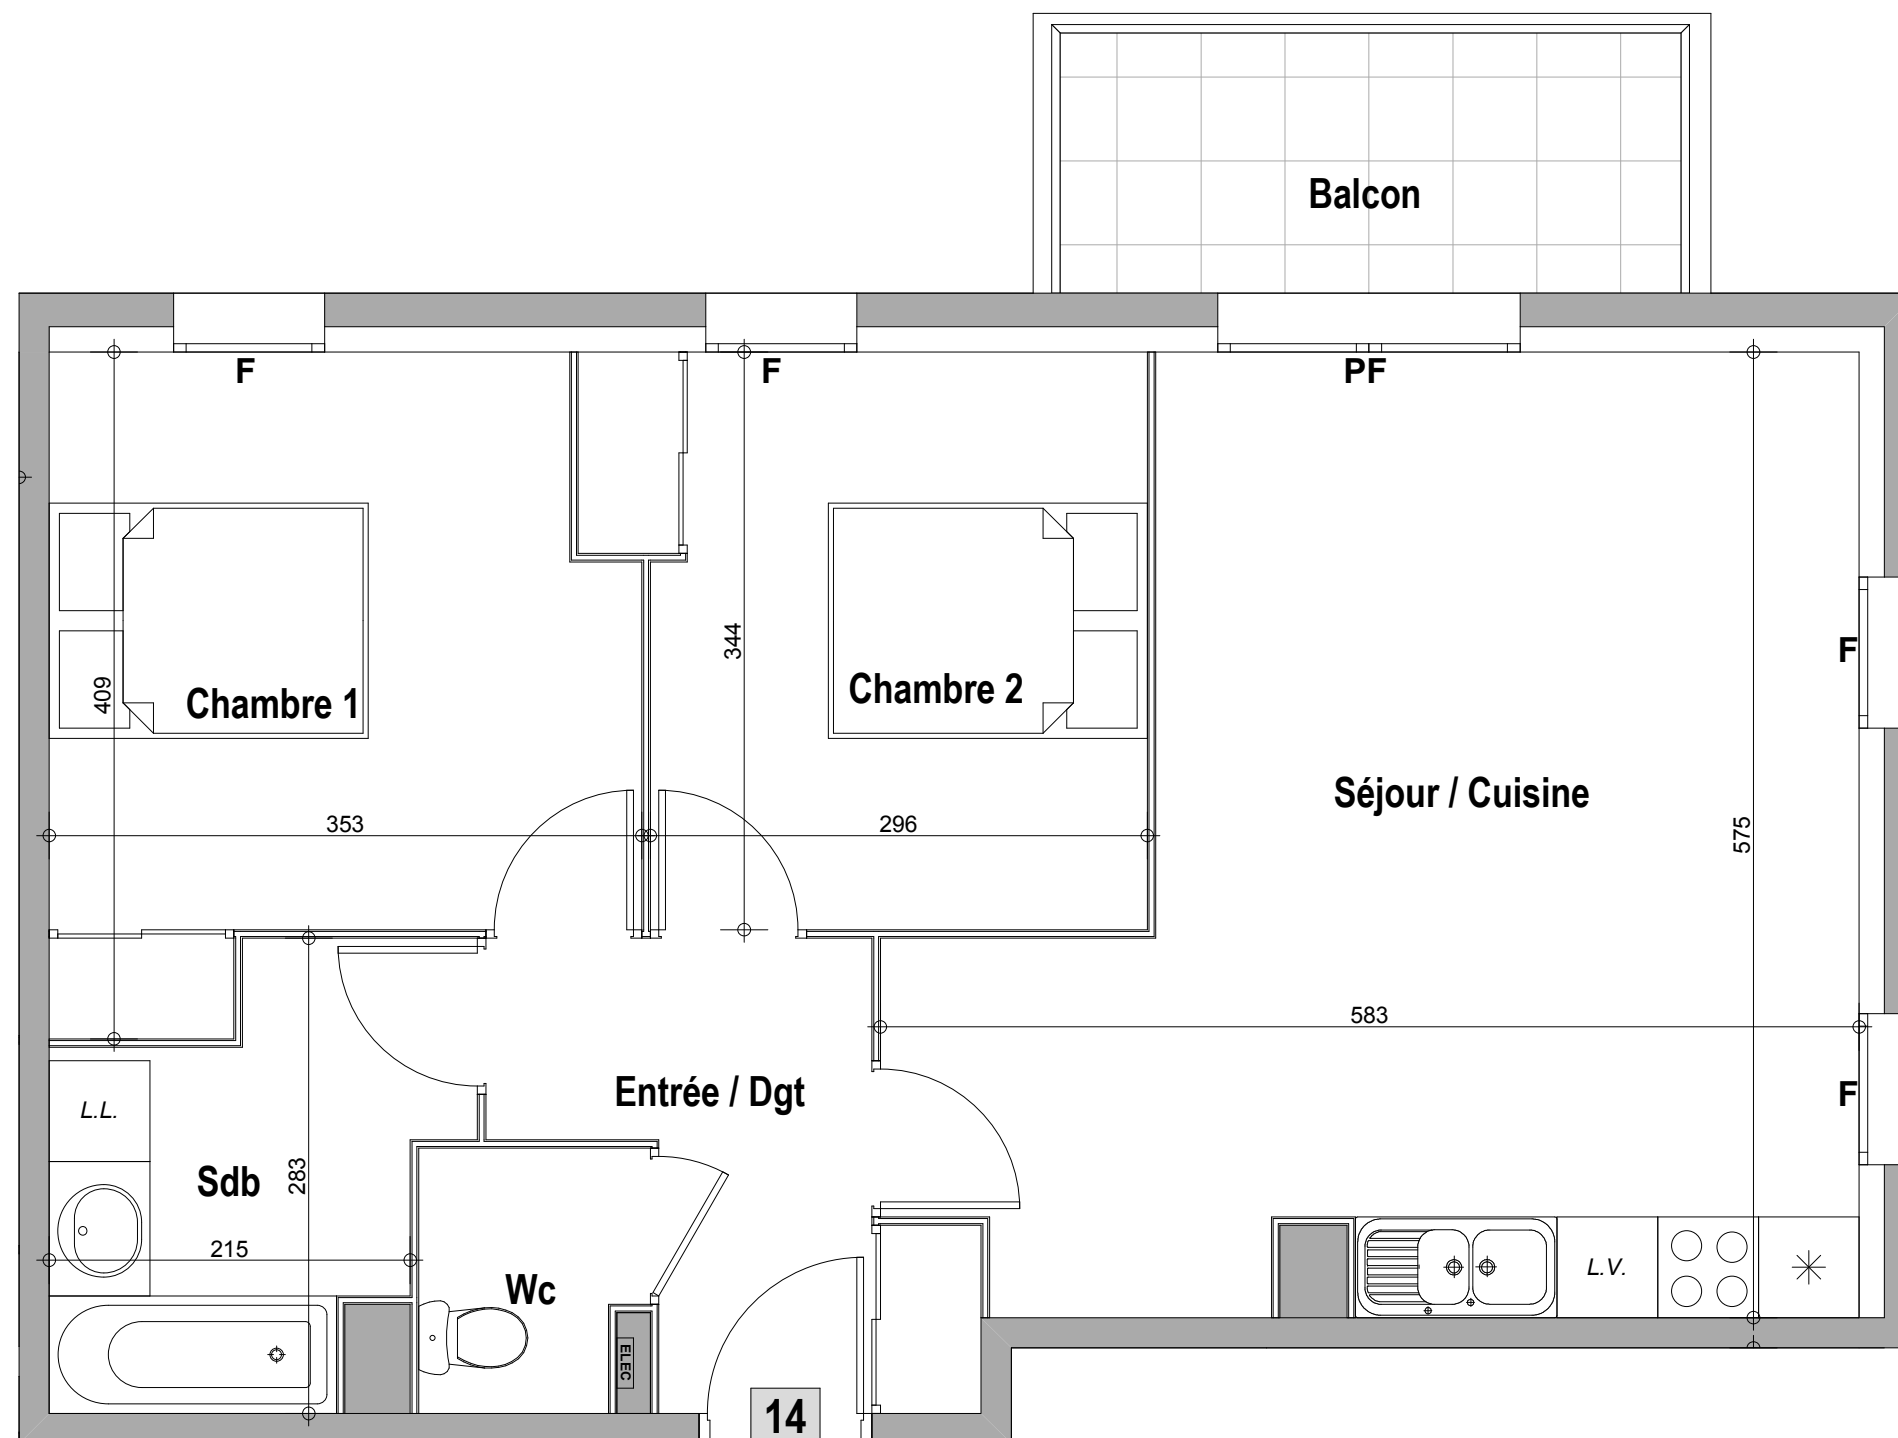 Balcon
F
F
PF
344
F
409
Chambre 1
Chambre 2
Séjour / Cuisine
353
296
575
583
Entrée / Dgt
F
L.L.
Sdb
283
215
Wc
L.V.
ELEC
14